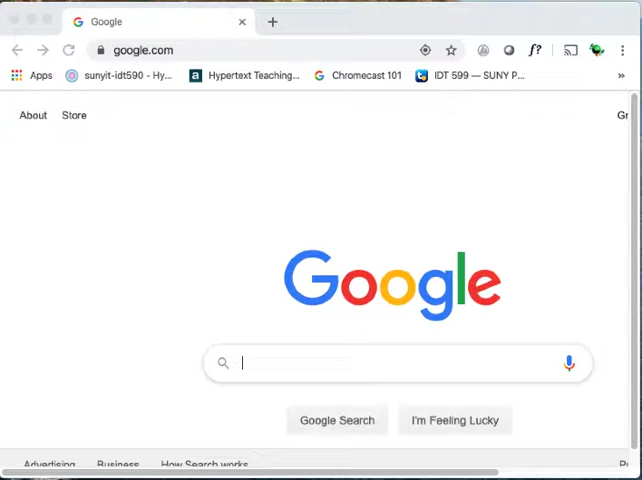 Google
google.com
f?
Apps sunyit-idt590 - Hy... Hypertext Teaching... Chromecast 101 IDT 599 — SUNY P... »
About Store Gr
Google
Google Search I'm Feeling Lucky
Advertising Business How Search works